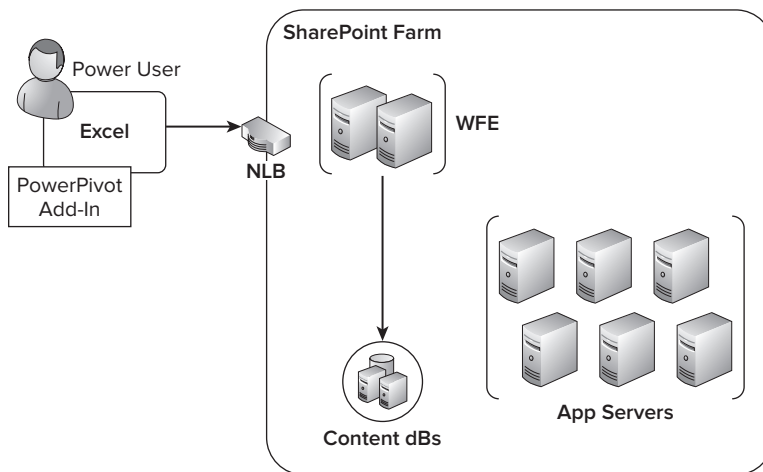 SharePoint Farm
Power User
Excel
PowerPivot
Add-In
NLB
WFE
Content dBs
App Servers